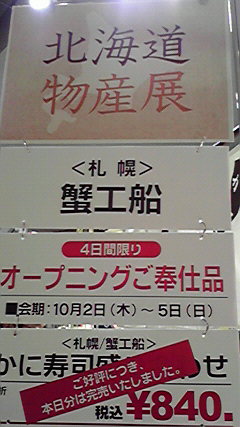 北海道
物産展
＜札幌＞
蟹工船
4日間限り
オープニングご奉仕品
■会期：10月2日（木）～5日（日）
＜札幌/蟹工船＞
かに寿司
わせ
折
ご好評につき、
本日分は完売いたしました。
税込¥840.